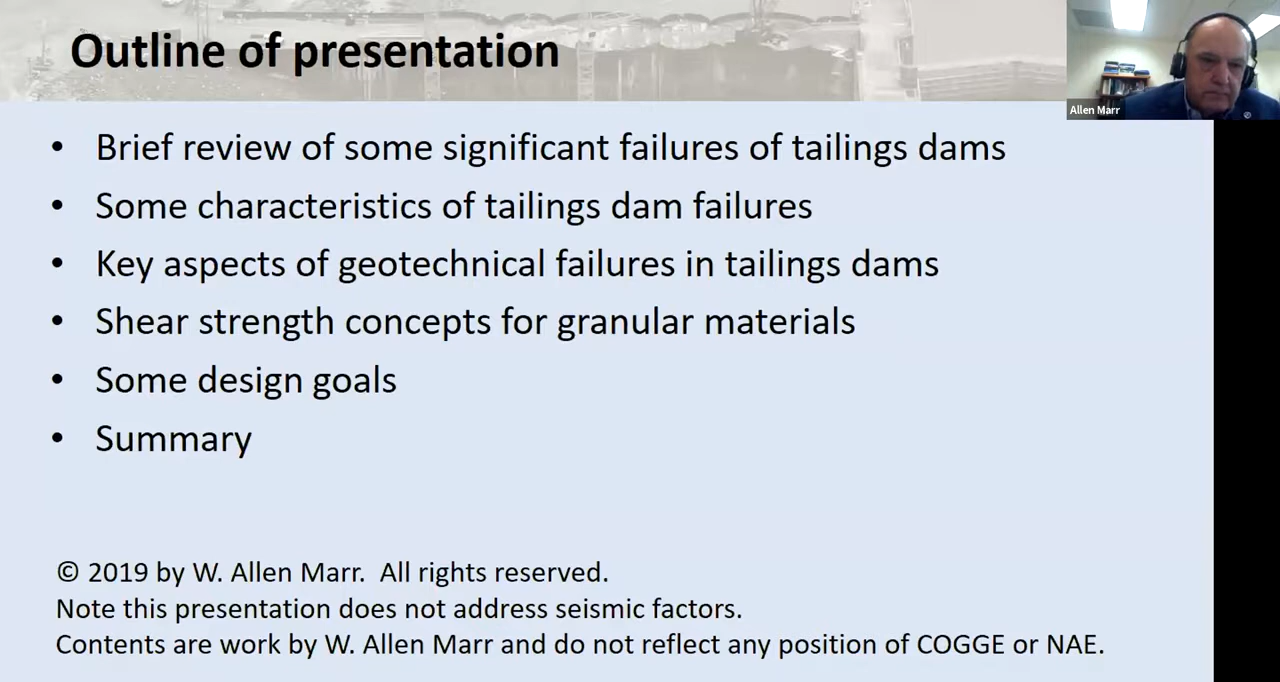 Outline of presentation
Allen Marr
• Brief review of some significant failures of tailings dams
• Some characteristics of tailings dam failures
• Key aspects of geotechnical failures in tailings dams
• Shear strength concepts for granular materials
• Some design goals
• Summary
© 2019 by W. Allen Marr. All rights reserved.
Note this presentation does not address seismic factors.
Contents are work by W. Allen Marr and do not reflect any position of COGGE or NAE.